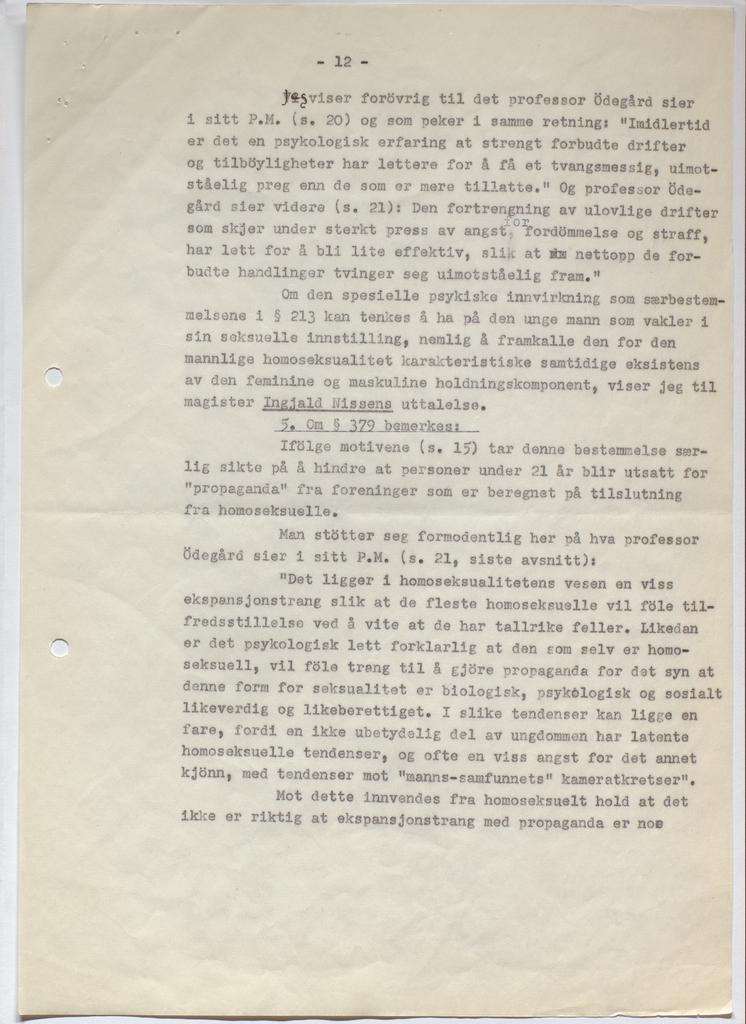 - 12 -
Jeg viser forövrig til det professor Ödegård sier
i sitt P.M. (s. 20) og som peker i samme retning: "Imidlertid
er det en psykologisk erfaring at strengt forbudte drifter
og tilböyligheter har lettere for å få et tvangsmessig, uimot-
ståelig preg enn de som er mere tillatte." Og professor Öde-
gård sier videre (s. 21): Den fortrengning av ulovlige drifter
som skjer under sterkt press av angst for fordömmelse og straff,
har lett for å bli lite effektiv, slik at nettopp de for-
budte handlinger tvinger seg uimotståelig fram."
Om den spesielle psykiske innvirkning som særbestem-
melsene i § 213 kan tenkes å ha på den unge mann som vakler i
sin seksuelle innstilling, nemlig å framkalle den for den
mannlige homoseksualitet karakteristiske samtidige eksistens
av den feminine og maskuline holdningskomponent, viser jeg til
magister Ingjald Nissens uttalelse.
5. Om § 379 bemerkes:
Ifölge motivene (s. 15) tar denne bestemmelse sær-
lig sikte på å hindre at personer under 21 år blir utsatt for
"propaganda" fra foreninger som er beregnet på tilslutning
fra homoseksuelle.
Man stötter seg formodentlig her på hva professor
Ödegård sier i sitt P.M. (s. 21, siste avsnitt):
"Det ligger i homoseksualitetens vesen en viss
ekspansjonstrang slik at de fleste homoseksuelle vil föle til-
fredsstillelse ved å vite at de har tallrike feller. Likedan
er det psykologisk lett forklarlig at den som selv er homo-
seksuell, vil föle trang til å gjöre propaganda for det syn at
denne form for seksualitet er biologisk, psykologisk og sosialt
likeverdig og likeberettiget. I slike tendenser kan ligge en
fare, fordi en ikke ubetydelig del av ungdommen har latente
homoseksuelle tendenser, og ofte en viss angst for det annet
kjönn, med tendenser mot "manns-samfunnets" kameratkretser".
Mot dette innvendes fra homoseksuelt hold at det
ikke er riktig at ekspansjonstrang med propaganda er noe